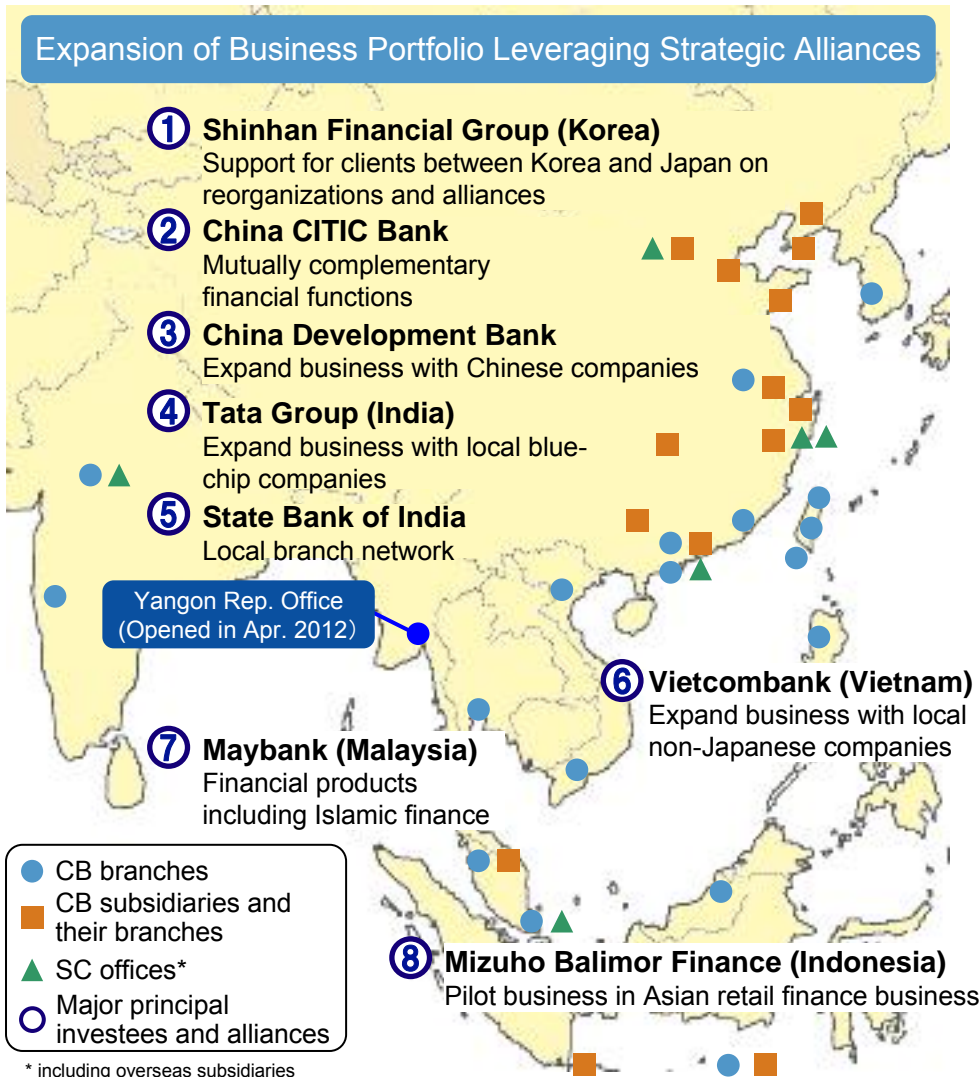 Expansion of Business Portfolio Leveraging Strategic Alliances
① Shinhan Financial Group (Korea)
Support for clients between Korea and Japan on
reorganizations and alliances
② China CITIC Bank
Mutually complementary
financial functions
③ China Development Bank
Expand business with Chinese companies
④ Tata Group (India)
Expand business with local blue-
chip companies
⑤ State Bank of India
Local branch network
Yangon Rep. Office
(Opened in Apr. 2012）
⑥ Vietcombank (Vietnam)
Expand business with local
non-Japanese companies
⑦ Maybank (Malaysia)
Financial products
including Islamic finance
CB branches
CB subsidiaries and
their branches
SC offices*
Major principal
investees and alliances
⑧ Mizuho Balimor Finance (Indonesia)
Pilot business in Asian retail finance business
* including overseas subsidiaries